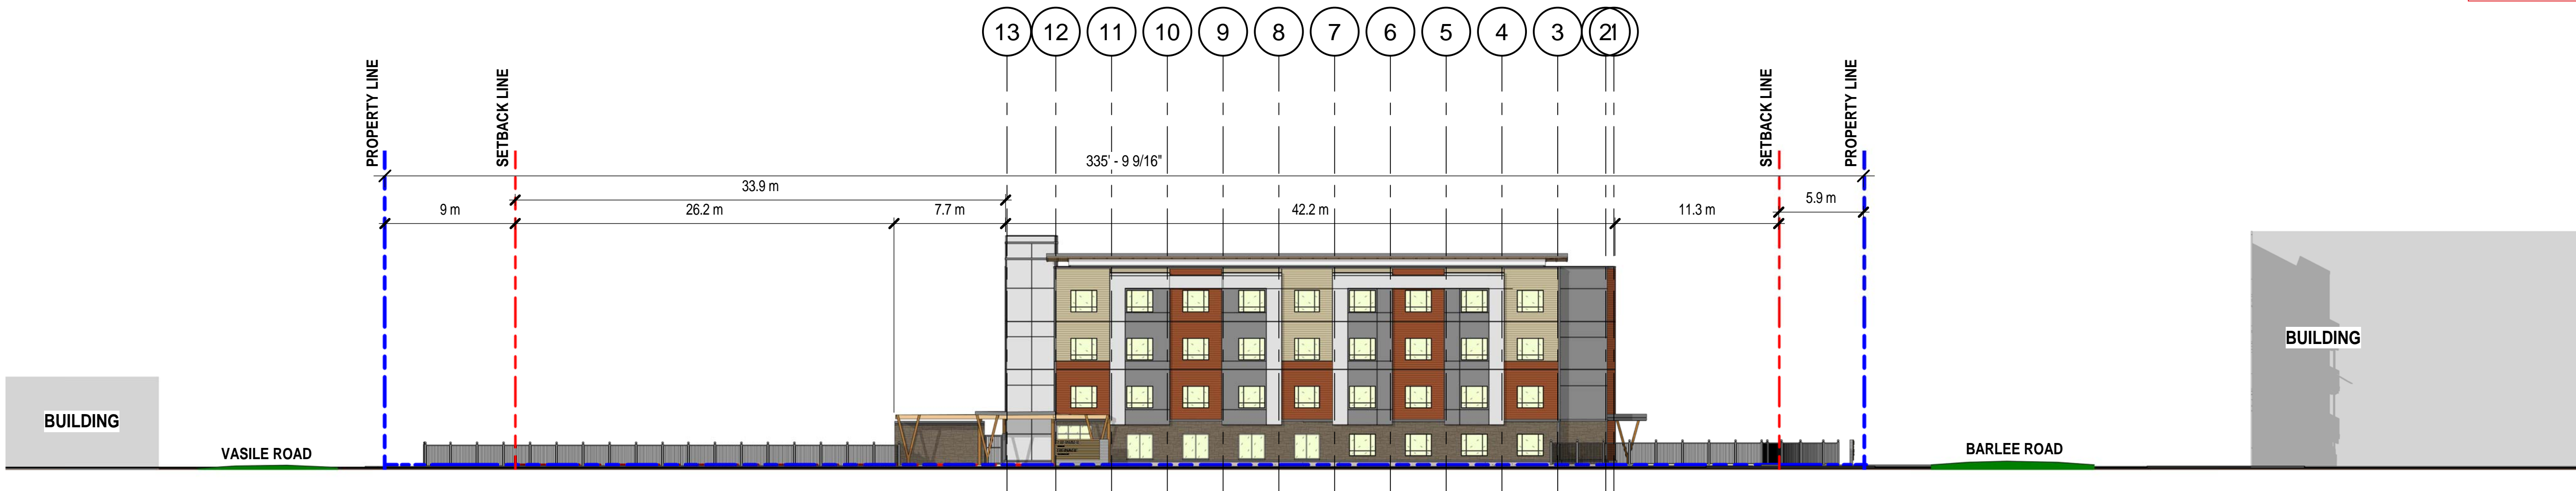 13 12 11 10 9 8 7 6 5 4 3 2 1
PROPERTY LINE
SETBACK LINE
SETBACK LINE
PROPERTY LINE
335' - 9 9/16"
33.9 m
9 m 26.2 m 7.7 m 42.2 m 11.3 m 5.9 m
BUILDING
BUILDING
VASILE ROAD
BARLEE ROAD
SIGNAGE